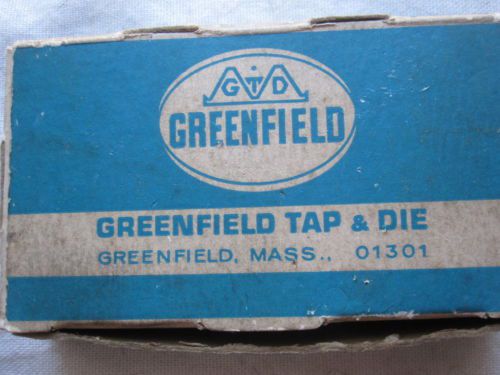 GTD
GREENFIELD
GREENFIELD TAP & DIE
GREENFIELD, MASS., 01301